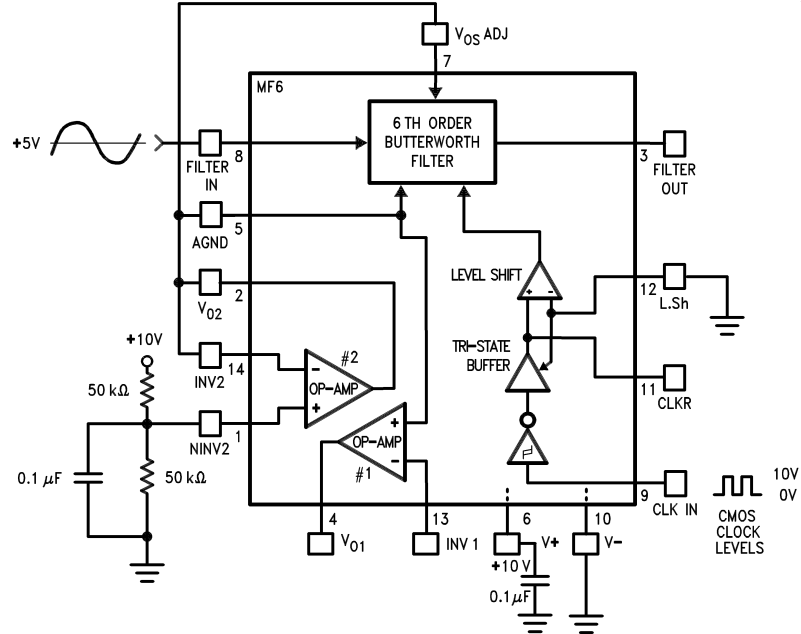 VOS ADJ
7
MF6
6 TH ORDER
BUTTERWORTH
FILTER
+5V
8
FILTER
IN
3
FILTER
OUT
5
AGND
LEVEL SHIFT
+ -
12
L.Sh
2
VO2
+10V
TRI-STATE
BUFFER
#2
-
OP-AMP
+
14
INV2
50 kΩ
11
CLKR
1
NINV2
+
OP-AMP
-
#1
0.1 μF
50 kΩ
9
CLK IN
10V
0V
CMOS
CLOCK
LEVELS
4
VO1
13
INV 1
6
V+
+10 V
10
V-
0.1 μF